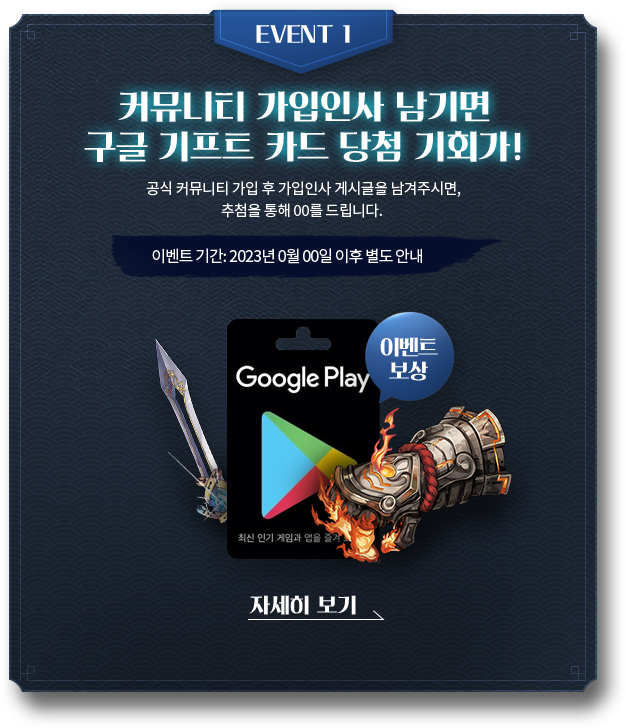 EVENT 1
커뮤니티 가입인사 남기면
구글 기프트 카드 당첨 기회가!
공식 커뮤니티 가입 후 가입인사 게시글을 남겨주시면,
추첨을 통해 00를 드립니다.
이벤트 기간: 2023년 0월 00일 이후 별도 안내
이벤트
보상
Google Play
최신 인기 게임과 앱을 즐겨
자세히 보기